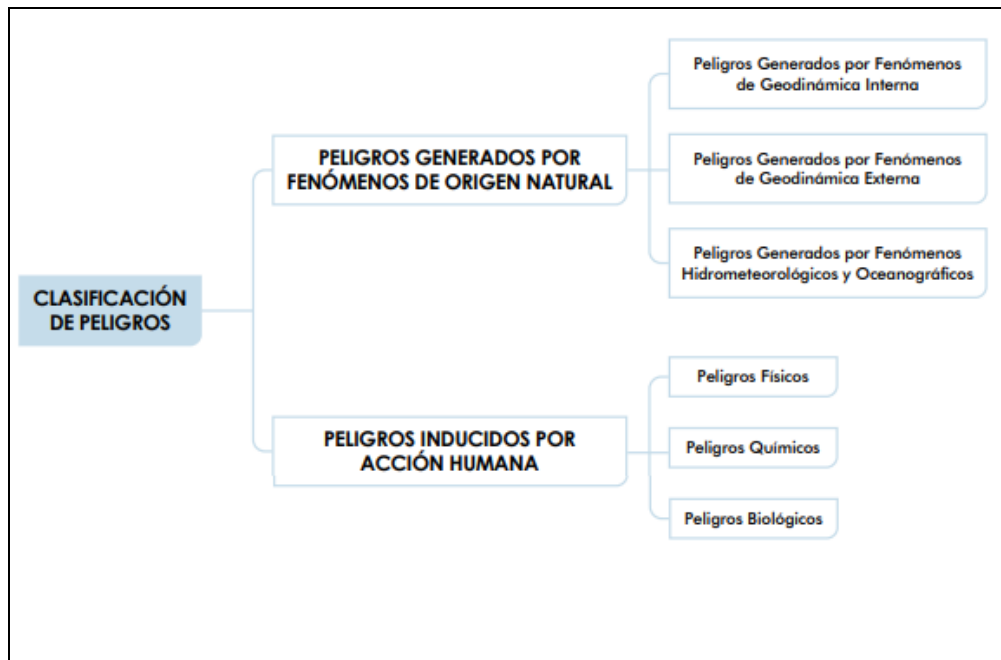 CLASIFICACIÓN
DE PELIGROS
PELIGROS GENERADOS POR
FENÓMENOS DE ORIGEN NATURAL
Peligros Generados por Fenómenos
de Geodinámica Interna
Peligros Generados por Fenómenos
de Geodinámica Externa
Peligros Generados por Fenómenos
Hidrometeorológicos y Oceanográficos
PELIGROS INDUCIDOS POR
ACCIÓN HUMANA
Peligros Físicos
Peligros Químicos
Peligros Biológicos